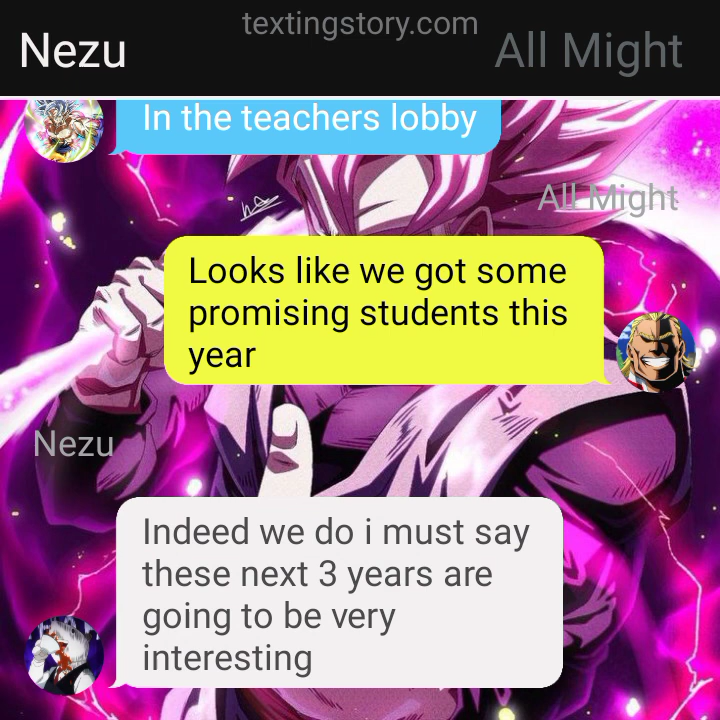 textingstory.com
Nezu
All Might
In the teachers lobby
All Might
Looks like we got some
promising students this
year
Nezu
Indeed we do i must say
these next 3 years are
going to be very
interesting